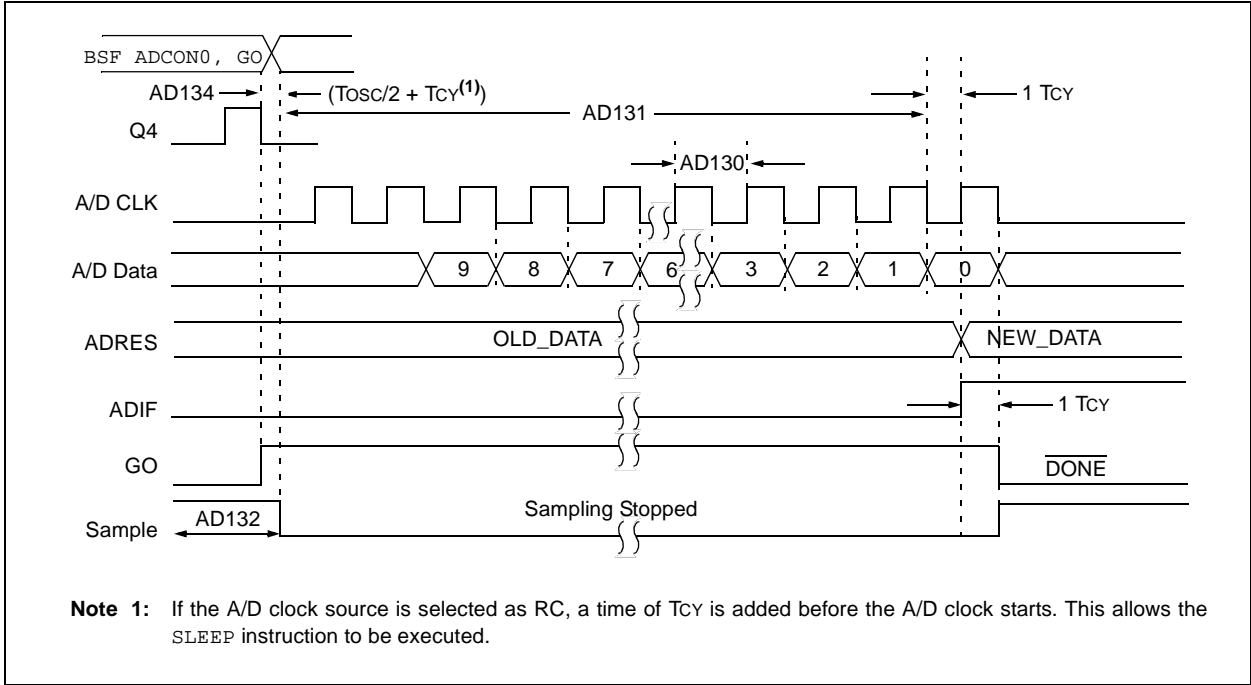 BSF ADCON0, GO
AD134
(TOSC/2 + TCY(1))
1 TCY
AD131
Q4
AD130
A/D CLK
A/D Data
9 8 7 6 3 2 1 0
ADRES
OLD_DATA
NEW_DATA
ADIF
1 TCY
GO
DONE
Sample
AD132
Sampling Stopped
Note 1: If the A/D clock source is selected as RC, a time of TCY is added before the A/D clock starts. This allows the
SLEEP instruction to be executed.